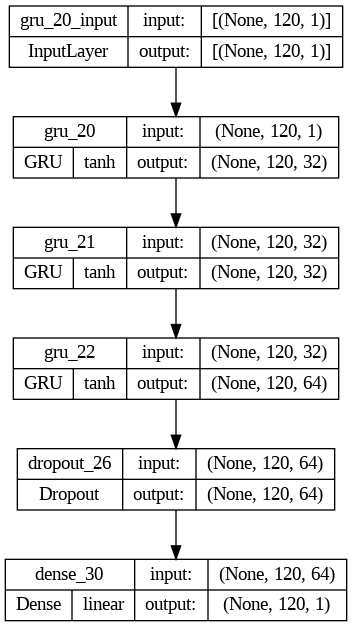 gru_20_input input: [(None, 120, 1)]
InputLayer output: [(None, 120, 1)]
gru_20 input: (None, 120, 1)
GRU tanh output: (None, 120, 32)
gru_21 input: (None, 120, 32)
GRU tanh output: (None, 120, 32)
gru_22 input: (None, 120, 32)
GRU tanh output: (None, 120, 64)
dropout_26 input: (None, 120, 64)
Dropout output: (None, 120, 64)
dense_30 input: (None, 120, 64)
Dense linear output: (None, 120, 1)